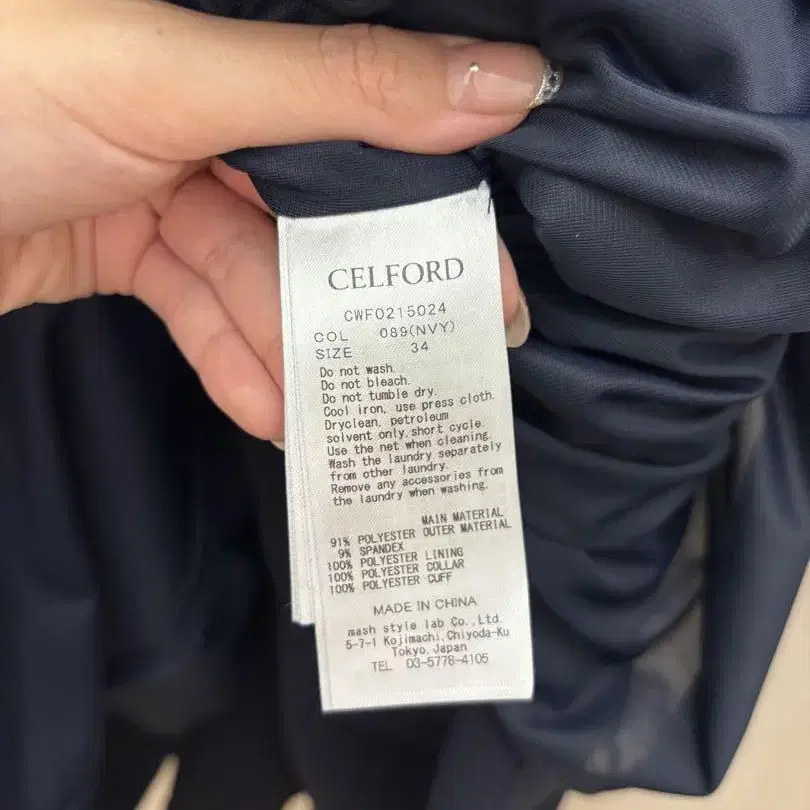 CELFORD
CWFO215024
COL 089(NVY)
SIZE 34
Do not wash.
Do not bleach.
Do not tumble dry.
Cool iron, use press cloth.
Dryclean, petroleum
solvent only, short cycle.
Use the net when cleaning.
Wash the laundry separately
from other laundry.
Remove any accessories from
the laundry when washing.
MAIN MATERIAL
91% POLYESTER OUTER MATERIAL
9% SPANDEX
100% POLYESTER LINING
100% POLYESTER COLLAR
100% POLYESTER CUFF
MADE IN CHINA
mash style lab Co., Ltd.
5-7-1 Kojimachi, Chiyoda-Ku
Tokyo, Japan
TEL 03-5778-4105